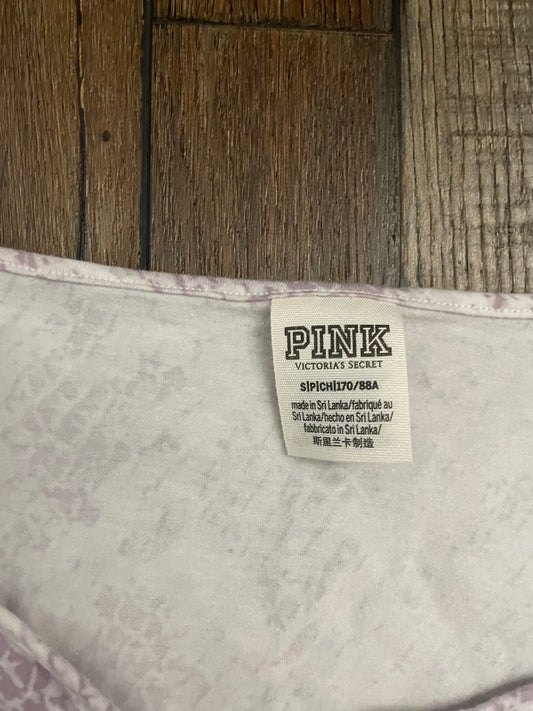 PINK
VICTORIA'S SECRET
S|P|CH|170/88A
made in Sri Lanka/fabriqué au
Sri Lanka/hecho en Sri Lanka/
fabbricato in Sri Lanka/
斯里兰卡制造